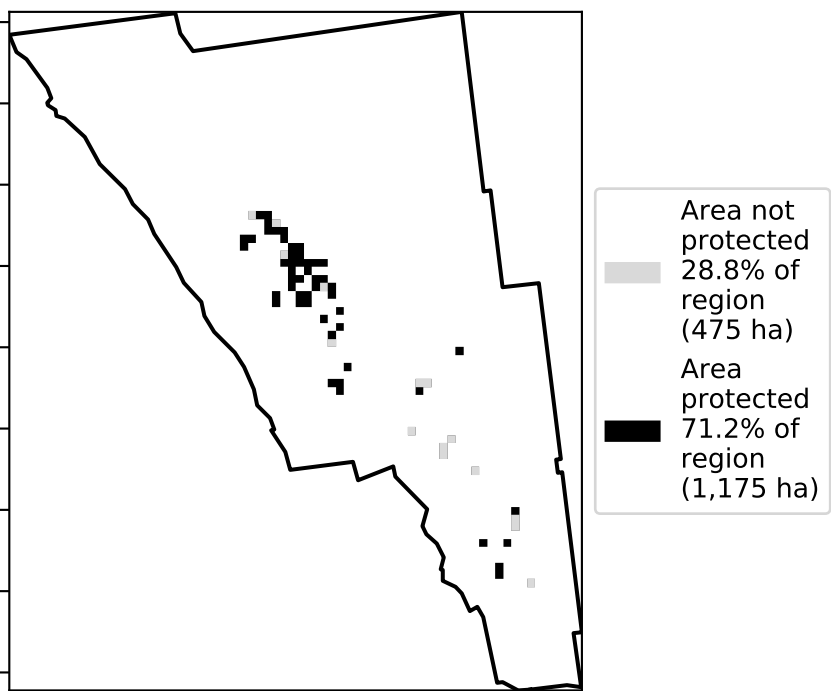 Area not
protected
28.8% of
region
(475 ha)
Area
protected
71.2% of
region
(1,175 ha)